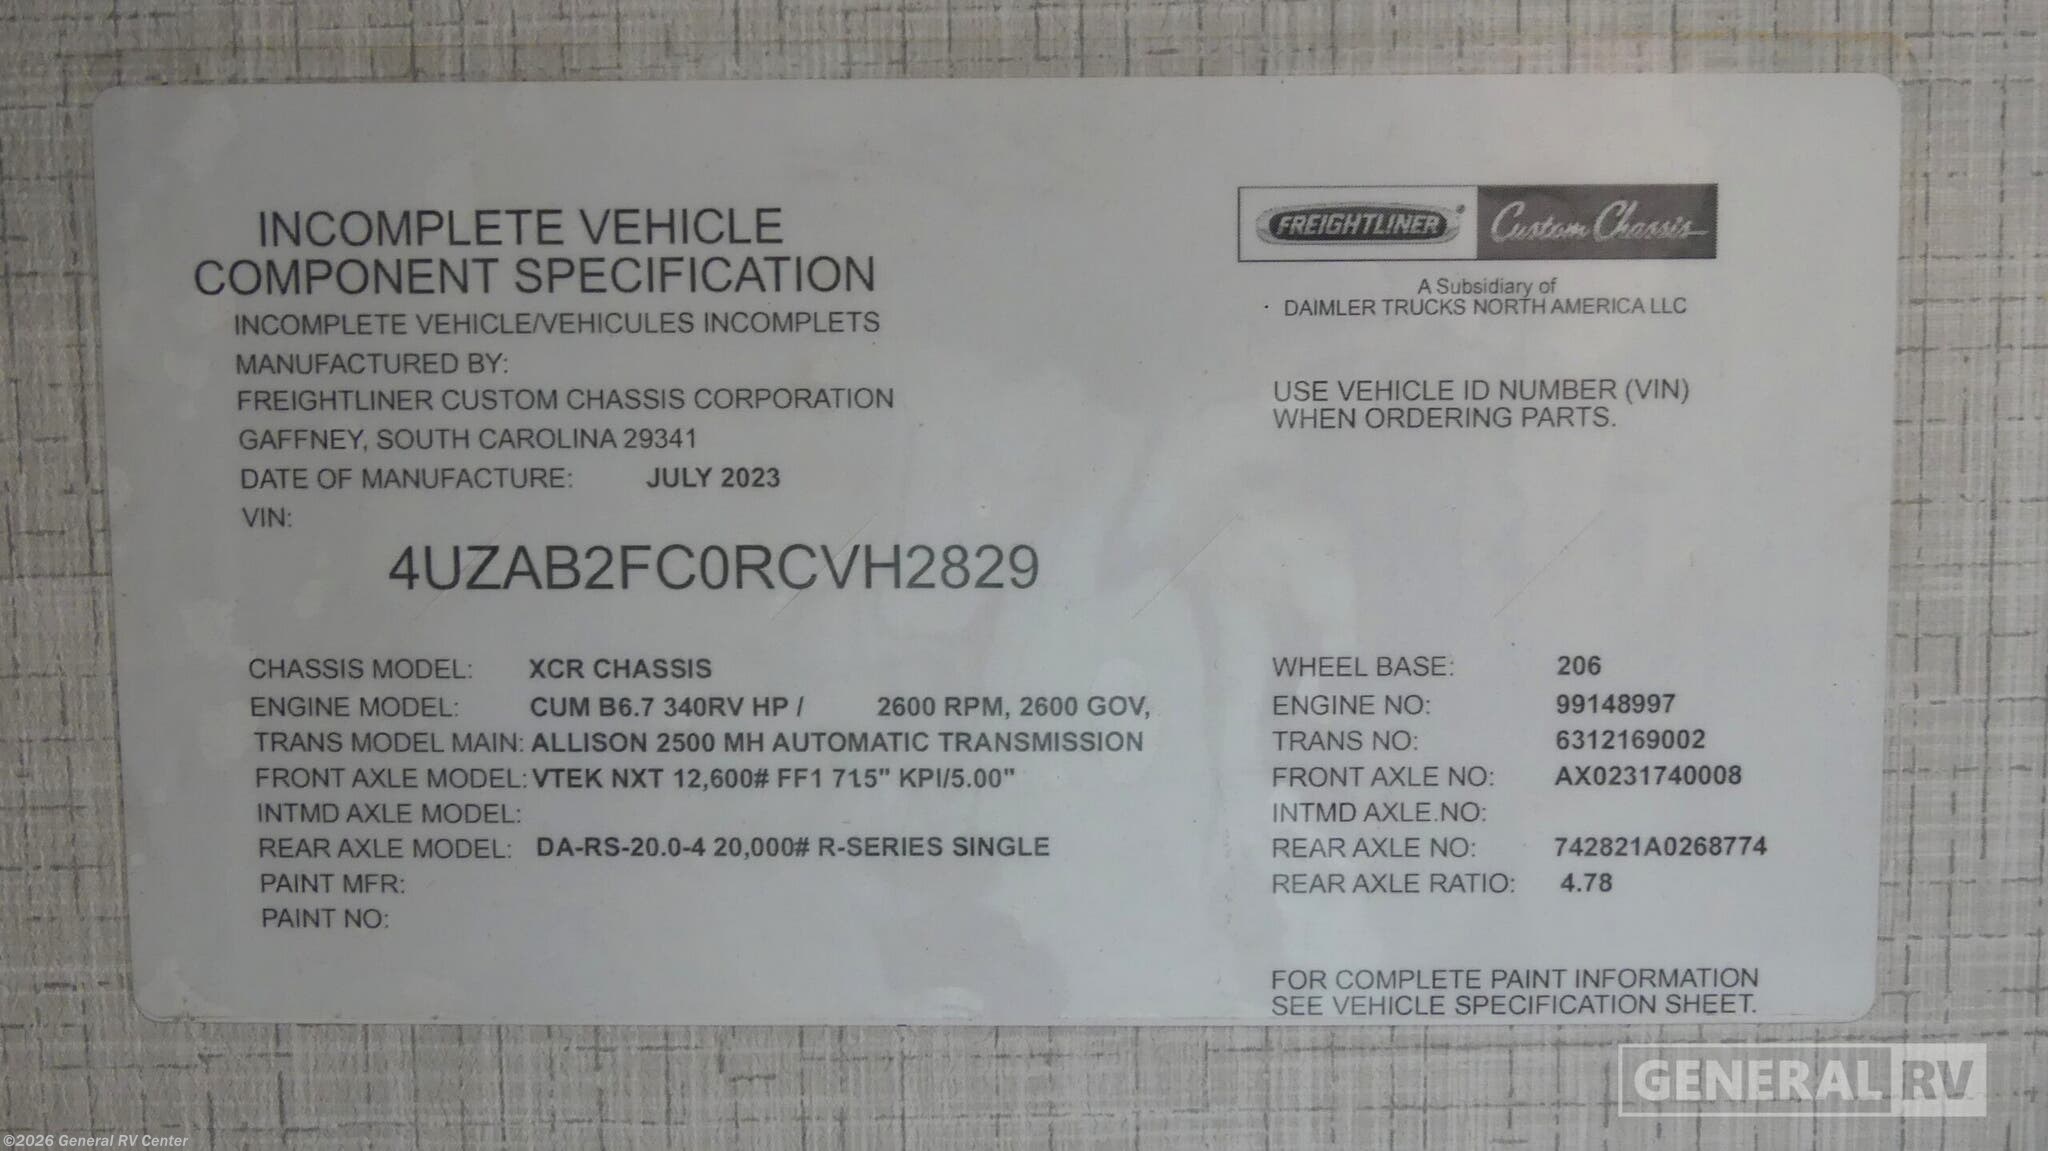 INCOMPLETE VEHICLE
COMPONENT SPECIFICATION
INCOMPLETE VEHICLE/VEHICULES INCOMPLETS
MANUFACTURED BY:
FREIGHTLINER CUSTOM CHASSIS CORPORATION
GAFFNEY, SOUTH CAROLINA 29341
DATE OF MANUFACTURE: JULY 2023
VIN:
4UZAB2FC0RCVH2829
FREIGHTLINER Custom Chassis
A Subsidiary of
DAIMLER TRUCKS NORTH AMERICA LLC
USE VEHICLE ID NUMBER (VIN)
WHEN ORDERING PARTS.
CHASSIS MODEL: XCR CHASSIS
ENGINE MODEL: CUM B6.7 340RV HP / 2600 RPM, 2600 GOV,
TRANS MODEL MAIN: ALLISON 2500 MH AUTOMATIC TRANSMISSION
FRONT AXLE MODEL: VTEK NXT 12,600# FF1 71.5" KPI/5.00"
INTMD AXLE MODEL:
REAR AXLE MODEL: DA-RS-20.0-4 20,000# R-SERIES SINGLE
PAINT MFR:
PAINT NO:
WHEEL BASE: 206
ENGINE NO: 99148997
TRANS NO: 6312169002
FRONT AXLE NO: AX0231740008
INTMD AXLE.NO:
REAR AXLE NO: 742821A0268774
REAR AXLE RATIO: 4.78
FOR COMPLETE PAINT INFORMATION
SEE VEHICLE SPECIFICATION SHEET.
GENERAL RV
©2026 General RV Center